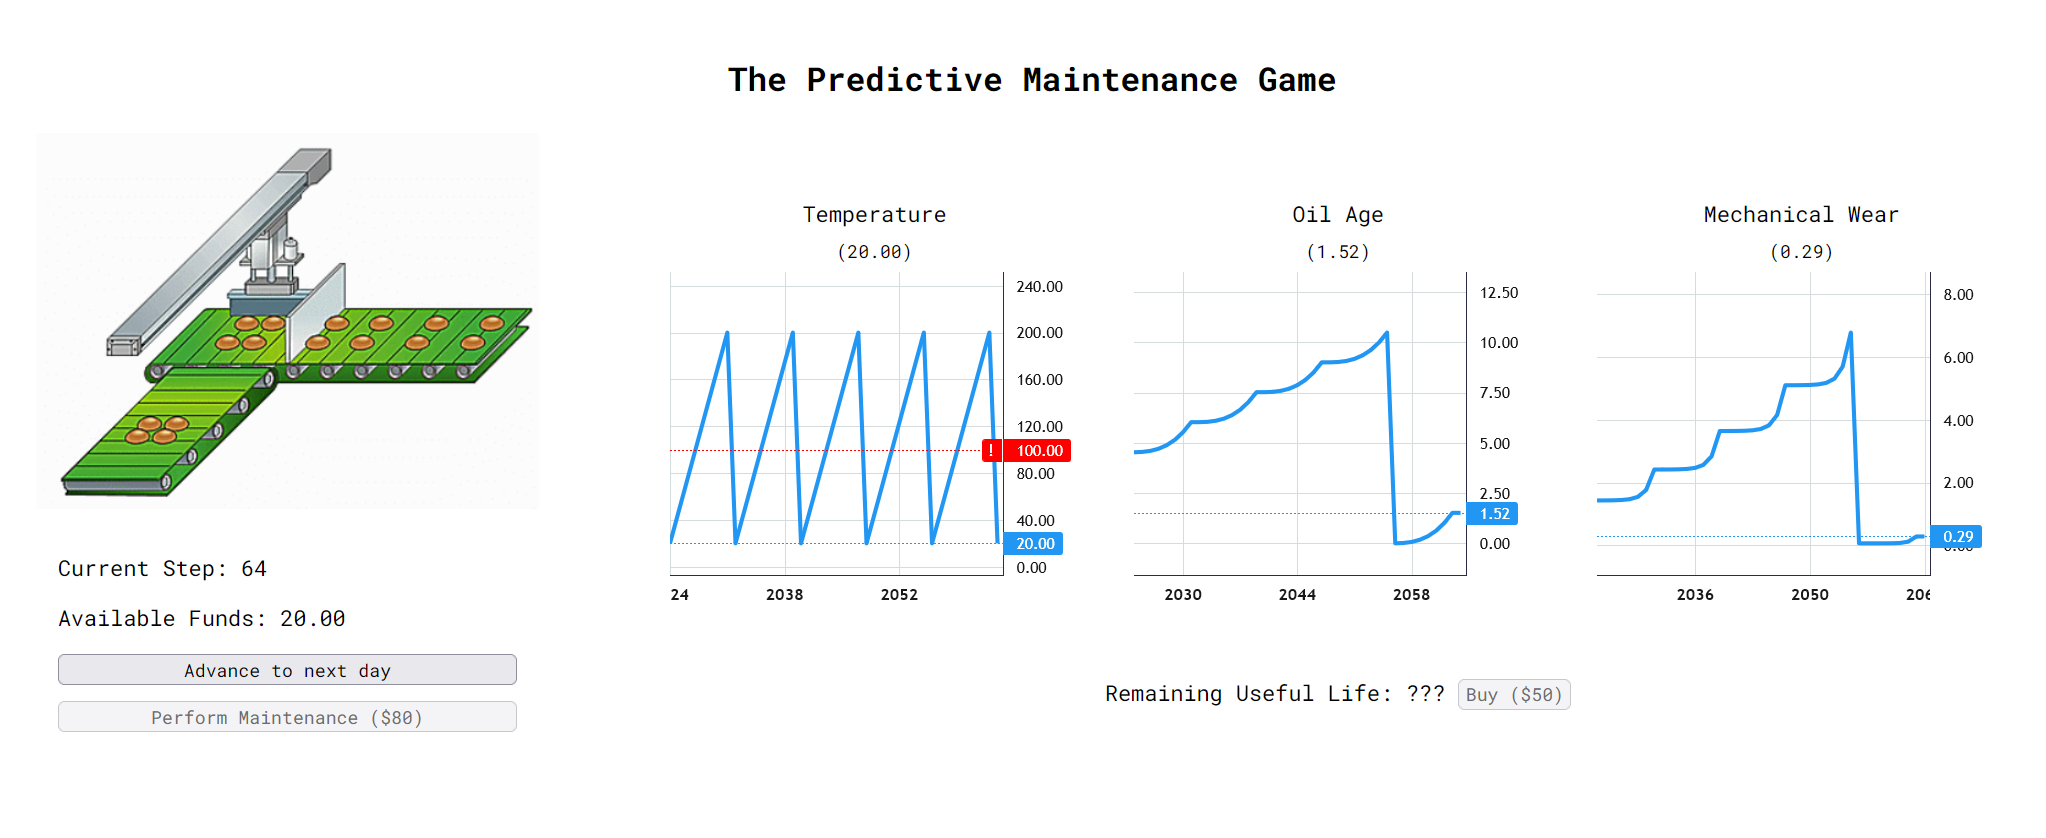 The Predictive Maintenance Game
Temperature
(20.00)
240.00
200.00
160.00
120.00
! 100.00
80.00
40.00
20.00
0.00
24 2038 2052
Oil Age
(1.52)
12.50
10.00
7.50
5.00
2.50
1.52
0.00
2030 2044 2058
Mechanical Wear
(0.29)
8.00
6.00
4.00
2.00
0.29
0.00
2036 2050 206
Current Step: 64
Available Funds: 20.00
Advance to next day
Perform Maintenance ($80)
Remaining Useful Life: ??? Buy ($50)